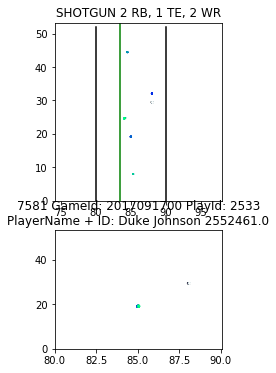 SHOTGUN 2 RB, 1 TE, 2 WR
50
40
30
20
10
0
75 80 85 90 95
7581 GameId: 2017091700 PlayId: 2533
PlayerName + ID: Duke Johnson 2552461.0
40
20
0
80.0 82.5 85.0 87.5 90.0